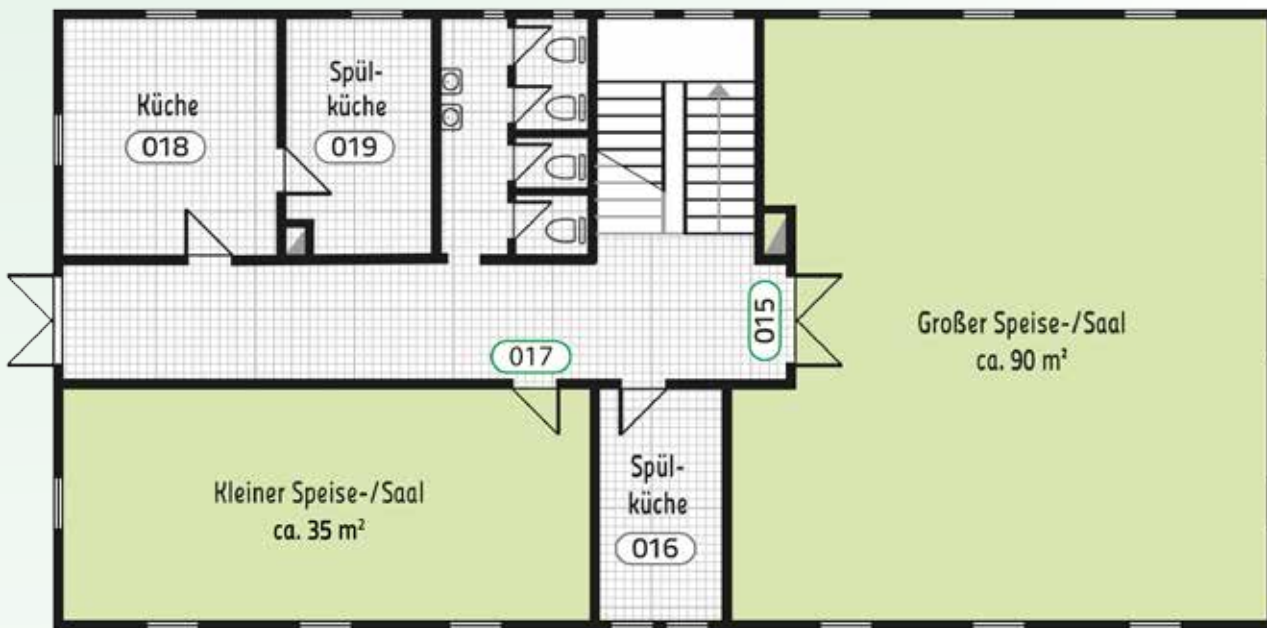 Küche
018
Spül-
küche
019
015
017
Großer Speise-/Saal
ca. 90 m²
Kleiner Speise-/Saal
ca. 35 m²
Spül-
küche
016